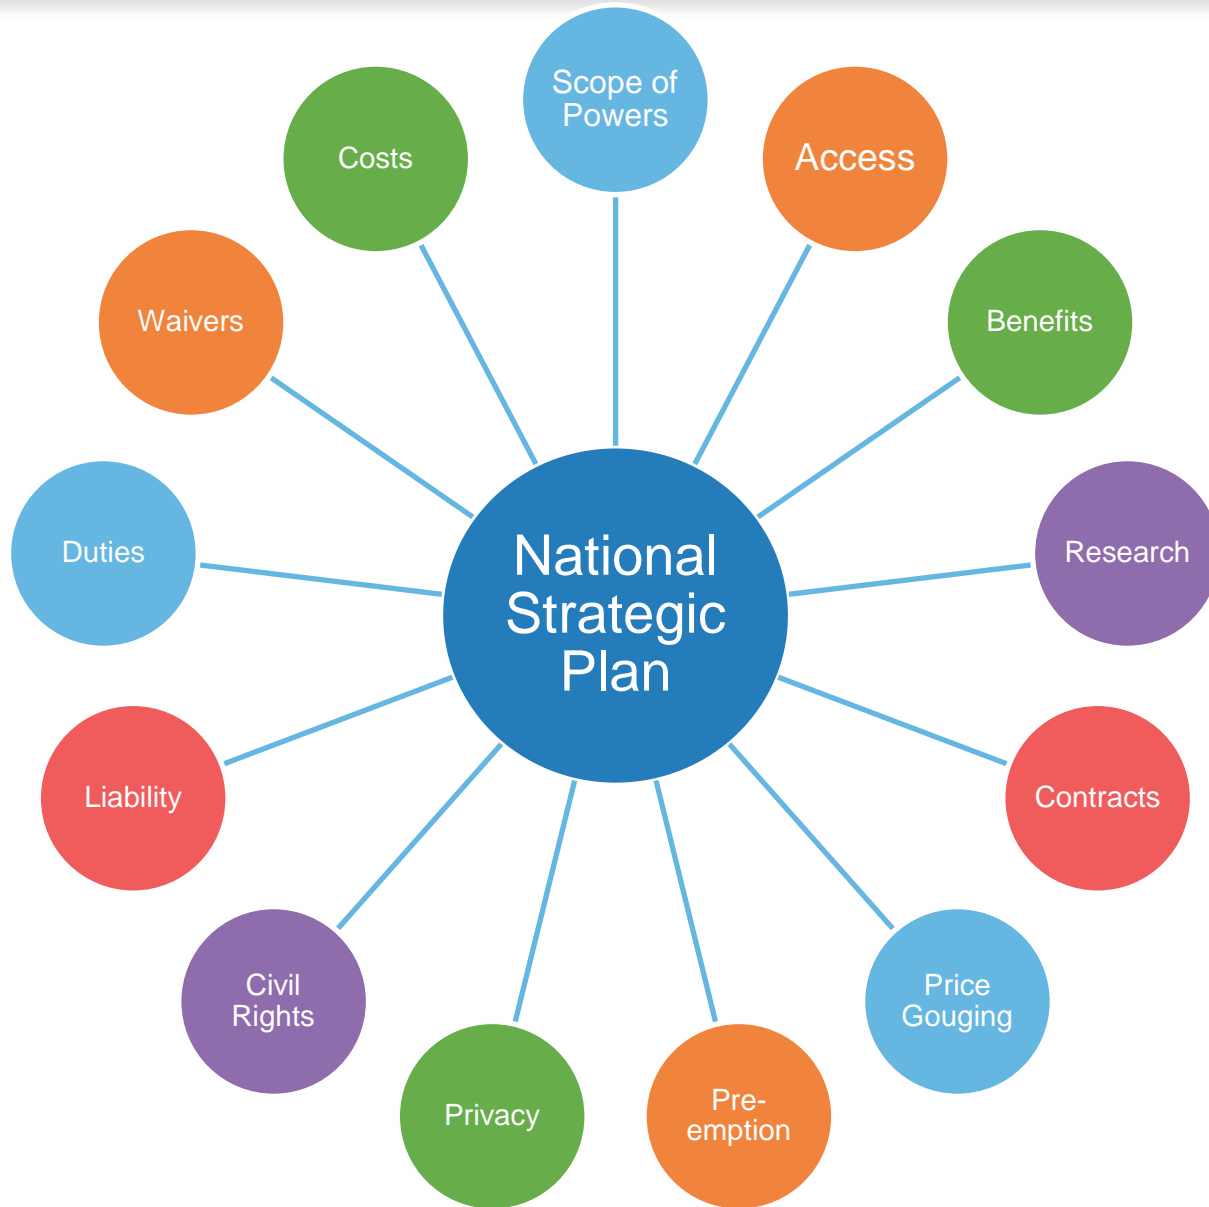 National
Strategic
Plan
Scope of
Powers
Access
Benefits
Research
Contracts
Price
Gouging
Pre-
emption
Privacy
Civil
Rights
Liability
Duties
Waivers
Costs